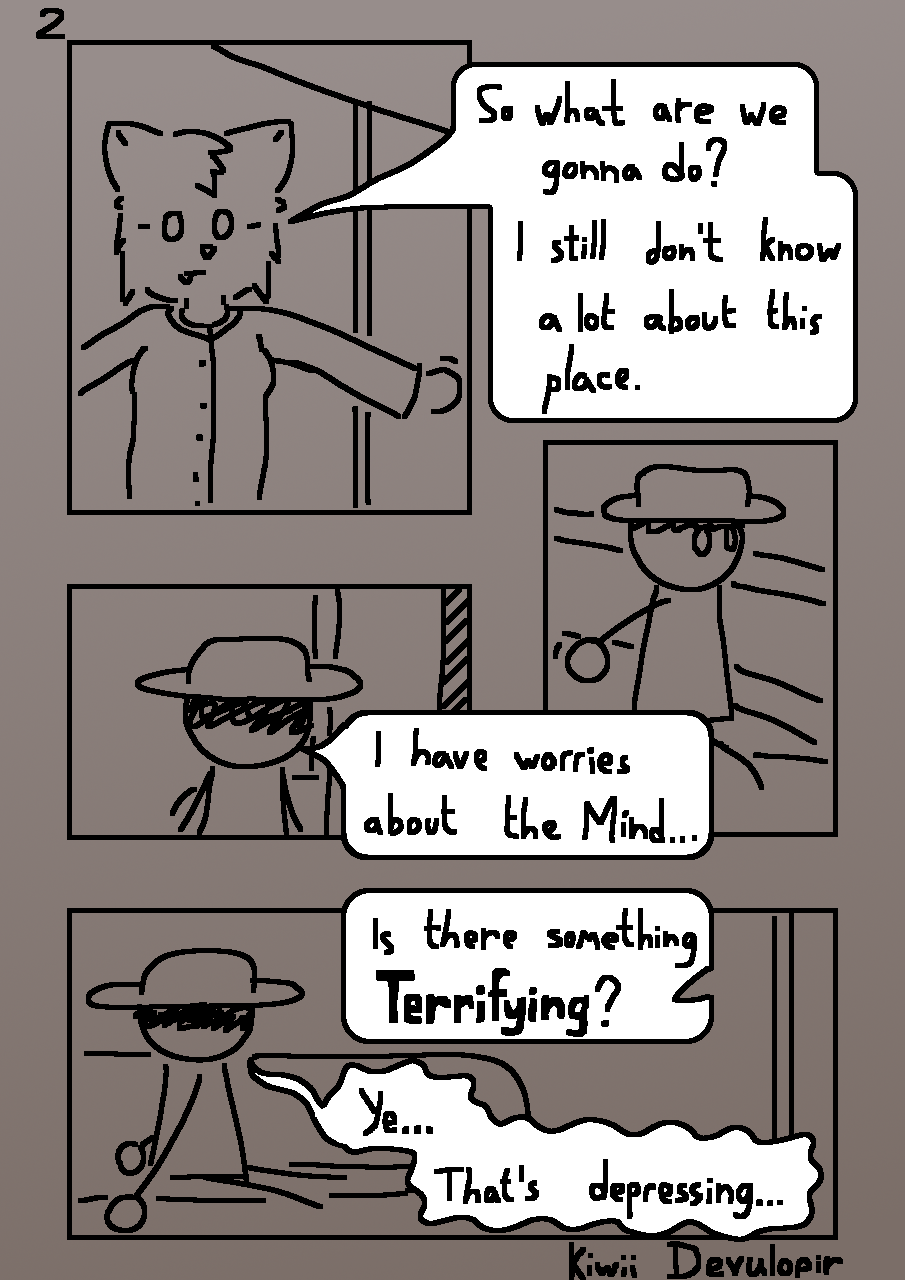 2
So what are we
gonna do?
I still don't know
a lot about this
place.
I have worries
about the Mind...
Is there something
Terrifying?
Ye...
That's depressing...
Kiwii Devulopir